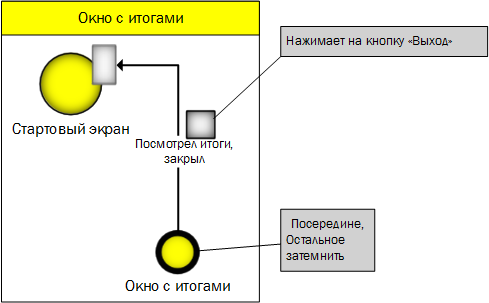 Окно с итогами
Нажимает на кнопку «Выход»
Стартовый экран
Посмотрел итоги,
закрыл
Посередине,
Остальное
затемнить
Окно с итогами